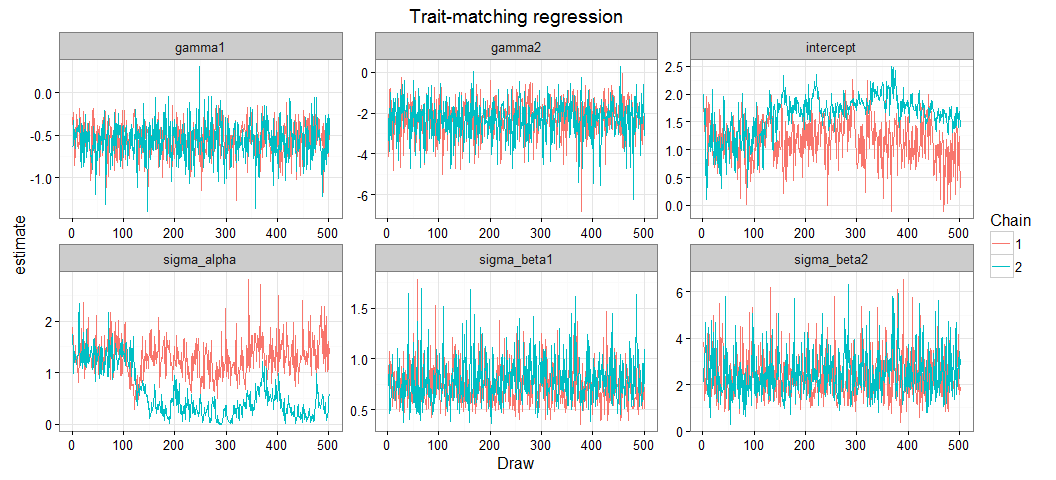 Trait-matching regression
gamma1 gamma2 intercept
0.0
-0.5
-1.0
0 100 200 300 400 500
0
-2
-4
-6
0 100 200 300 400 500
2.5
2.0
1.5
1.0
0.5
0.0
0 100 200 300 400 500
estimate
sigma_alpha sigma_beta1 sigma_beta2
2
1
0
0 100 200 300 400 500
1.5
1.0
0.5
0 100 200 300 400 500
6
4
2
0
0 100 200 300 400 500
Draw
Chain
1
2